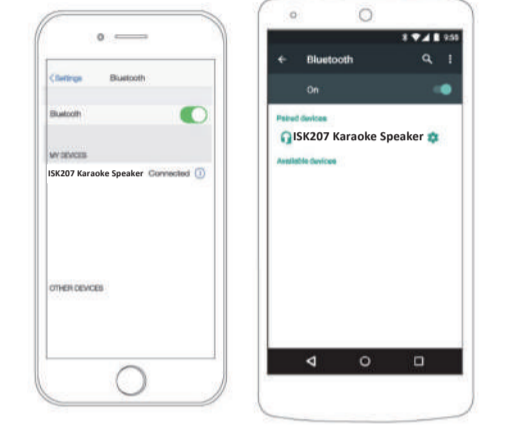 Settings Bluetooth
Bluetooth
MY DEVICES
ISK207 Karaoke Speaker Connected
OTHER DEVICES
9:58
Bluetooth
On
Paired devices
ISK207 Karaoke Speaker
Available devices